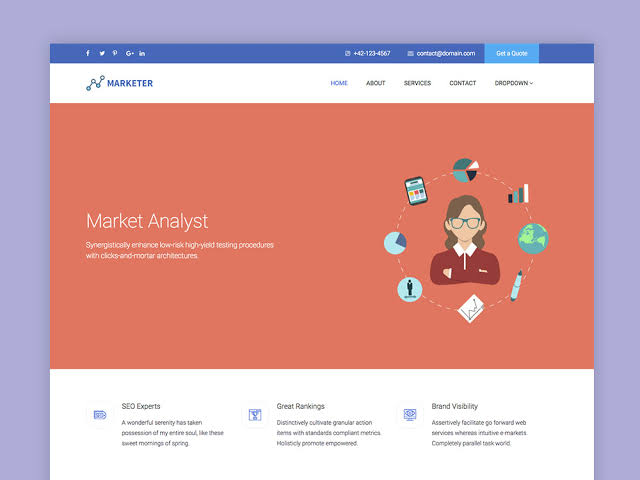 +42-123-4567 contact@domain.com Get a Quote
MARKETER HOME ABOUT SERVICES CONTACT DROPDOWN
Market Analyst
Synergistically enhance low-risk high-yield testing procedures
with clicks-and-mortar architectures.
SEO Experts
A wonderful serenity has taken
possession of my entire soul, like these
sweet mornings of spring.
Great Rankings
Distinctively cultivate granular action
items with standards compliant metrics.
Holisticly promote empowered.
Brand Visibility
Assertively facilitate go forward web
services whereas intuitive e-markets.
Completely parallel task world.